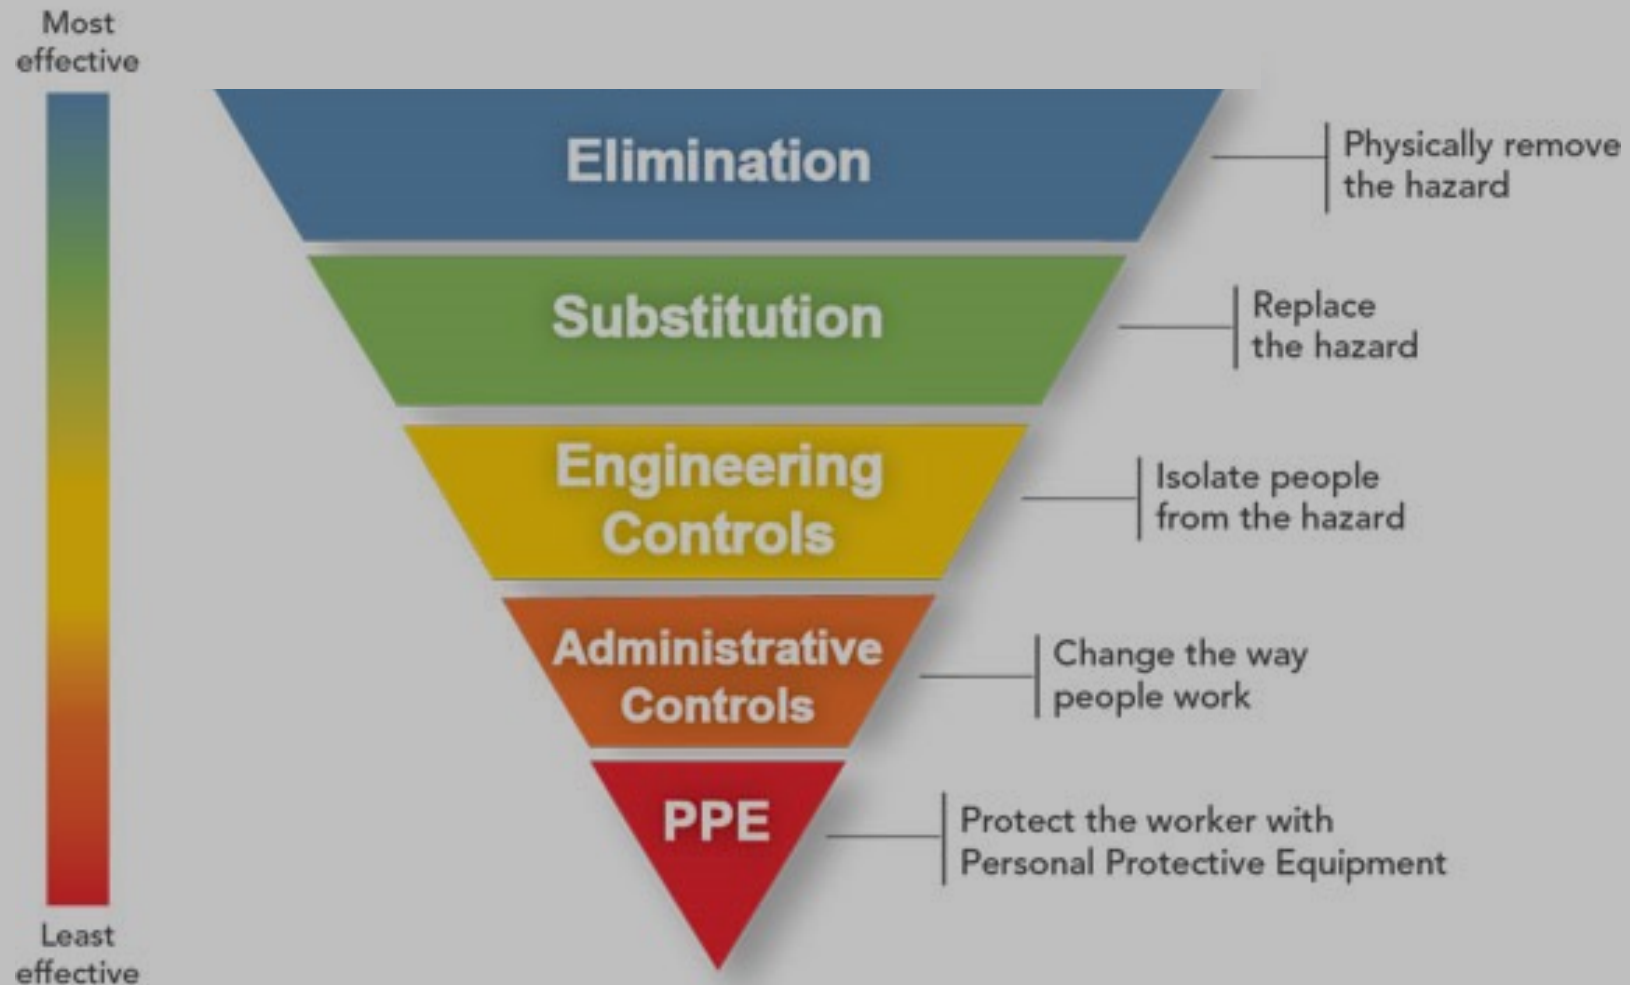 Most
effective
Elimination
Physically remove
the hazard
Substitution
Replace
the hazard
Engineering
Controls
Isolate people
from the hazard
Administrative
Controls
Change the way
people work
PPE
Protect the worker with
Personal Protective Equipment
Least
effective